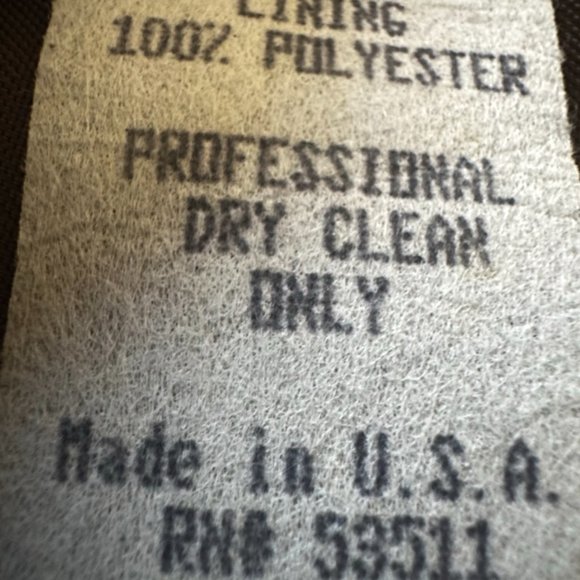 LINING
100% POLYESTER
PROFESSIONAL
DRY CLEAN
ONLY
Made in U.S.A.
RN# 53511